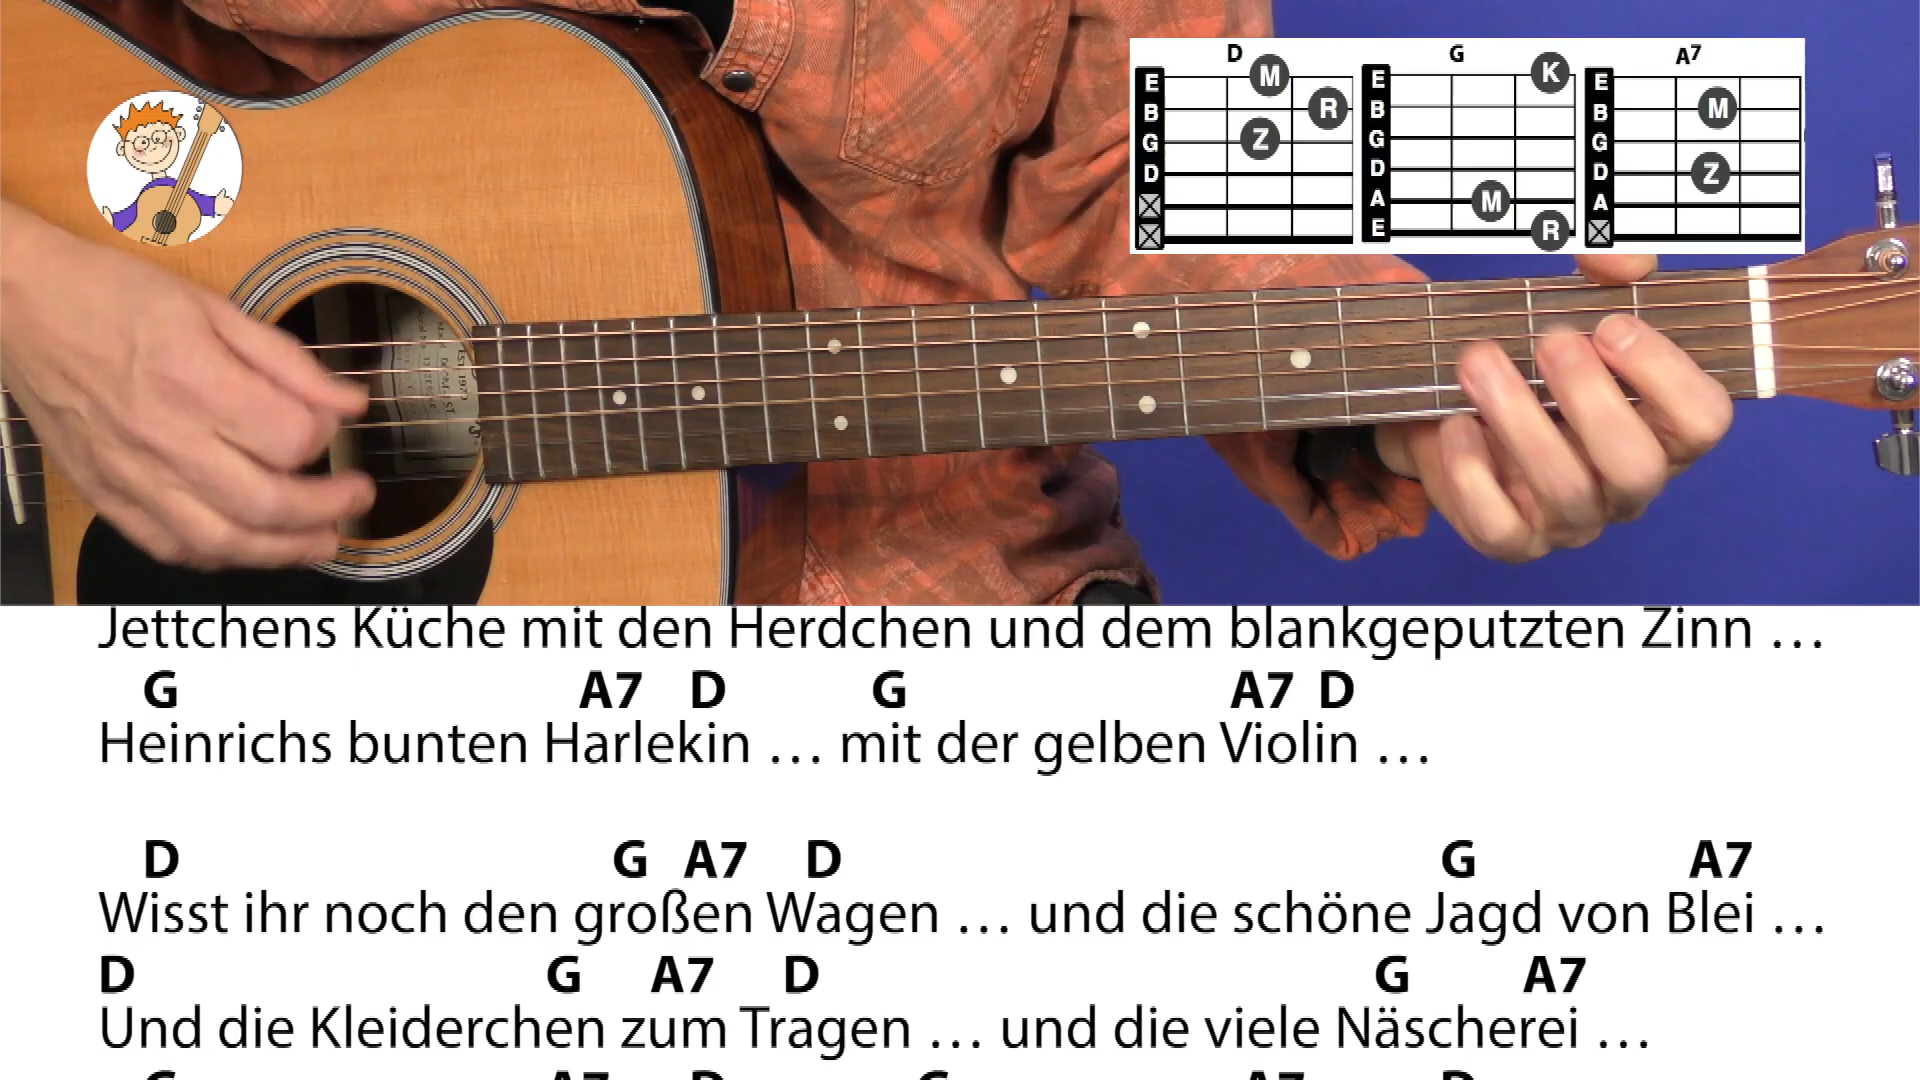 D G A7
E M E K E
B R B B M
G Z G G
D D D Z
A M A
E R
Jettchens Küche mit den Herdchen und dem blankgeputzten Zinn …
G A7 D G A7 D
Heinrichs bunten Harlekin … mit der gelben Violin …
D G A7 D G A7
Wisst ihr noch den großen Wagen … und die schöne Jagd von Blei …
D G A7 D G A7
Und die Kleiderchen zum Tragen … und die viele Näscherei …
G A7 D G A7 D